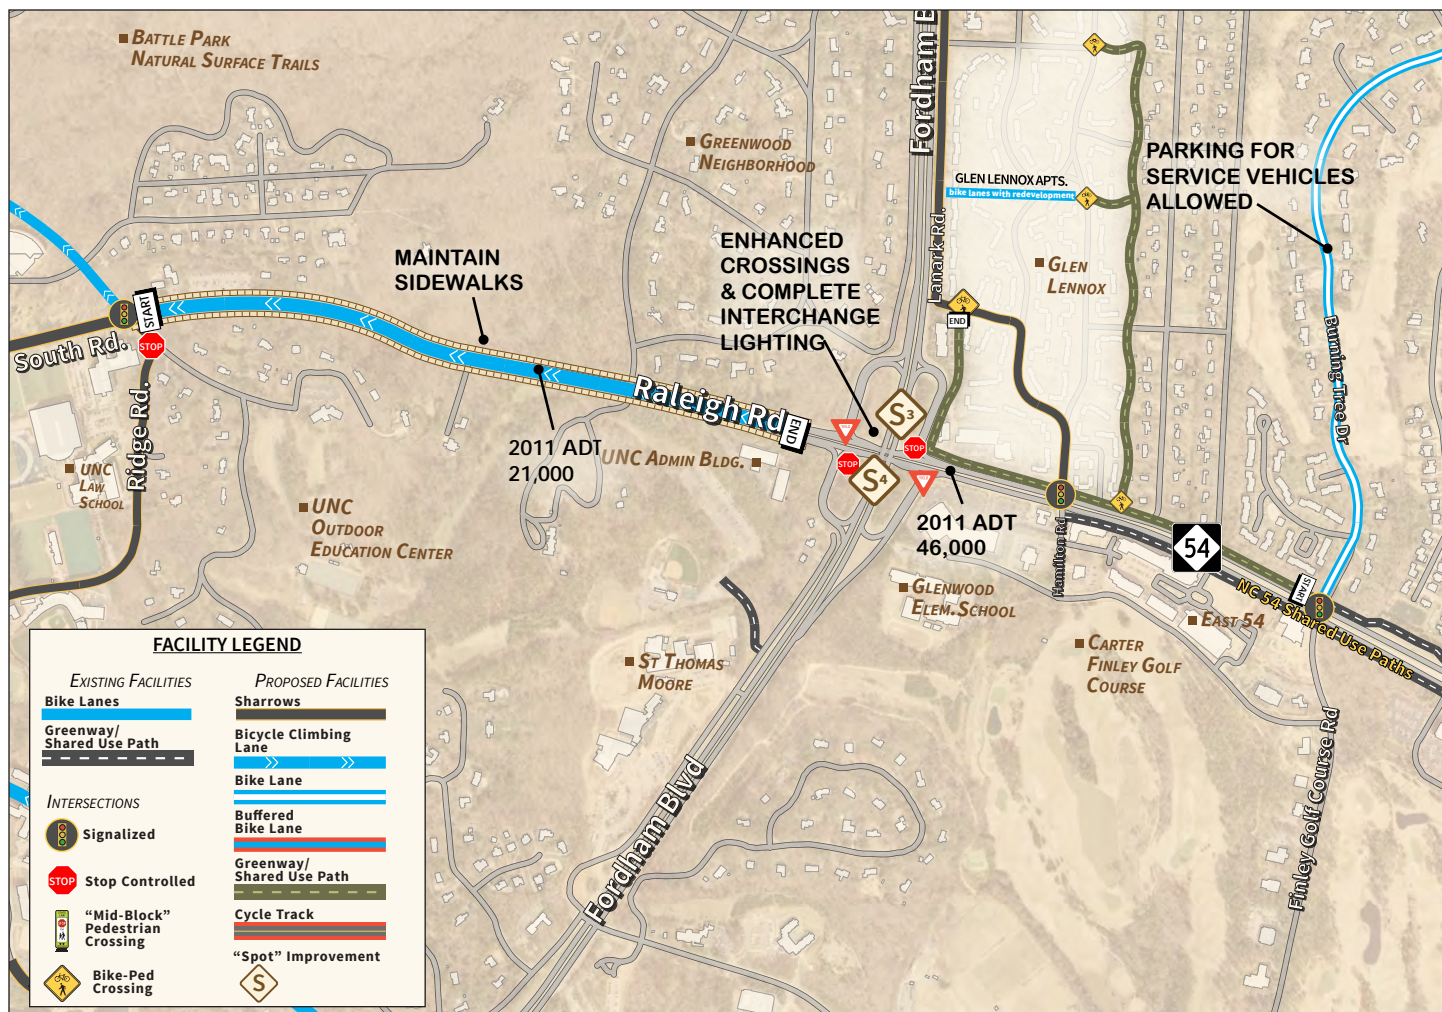 BATTLE PARK
NATURAL SURFACE TRAILS
GREENWOOD
NEIGHBORHOOD
Fordham B
PARKING FOR
SERVICE VEHICLES
ALLOWED
GLEN LENNOX APTS.
bike lanes with redevelopment
Lanark Rd.
GLEN
LENNOX
MAINTAIN
SIDEWALKS
ENHANCED
CROSSINGS
& COMPLETE
INTERCHANGE
LIGHTING
START
STOP
South Rd.
Ridge Rd.
END
Burning Tree Dr
Raleigh Rd
END
S3
STOP
STOP
S4
2011 ADT
21,000
UNC ADMIN BLDG.
UNC
LAW
SCHOOL
UNC
OUTDOOR
EDUCATION CENTER
2011 ADT
46,000
Hamilton Rd
54
START
NC 54 Shared Use Paths
GLENWOOD
ELEM. SCHOOL
EAST 54
CARTER
FINLEY GOLF
COURSE
ST THOMAS
MOORE
Fordham Blvd
Finley Golf Course Rd
FACILITY LEGEND
EXISTING FACILITIES
Bike Lanes
Greenway/
Shared Use Path
INTERSECTIONS
Signalized
STOP
Stop Controlled
“Mid-Block”
Pedestrian
Crossing
Bike-Ped
Crossing
PROPOSED FACILITIES
Sharrows
Bicycle Climbing
Lane
Bike Lane
Buffered
Bike Lane
Greenway/
Shared Use Path
Cycle Track
“Spot” Improvement
S